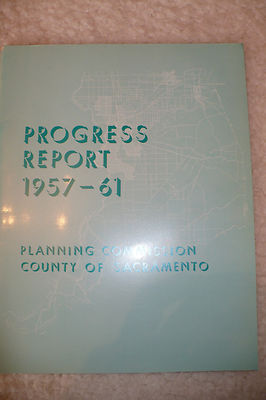 PROGRESS
REPORT
1957-61
PLANNING COMMISSION
COUNTY OF SACRAMENTO